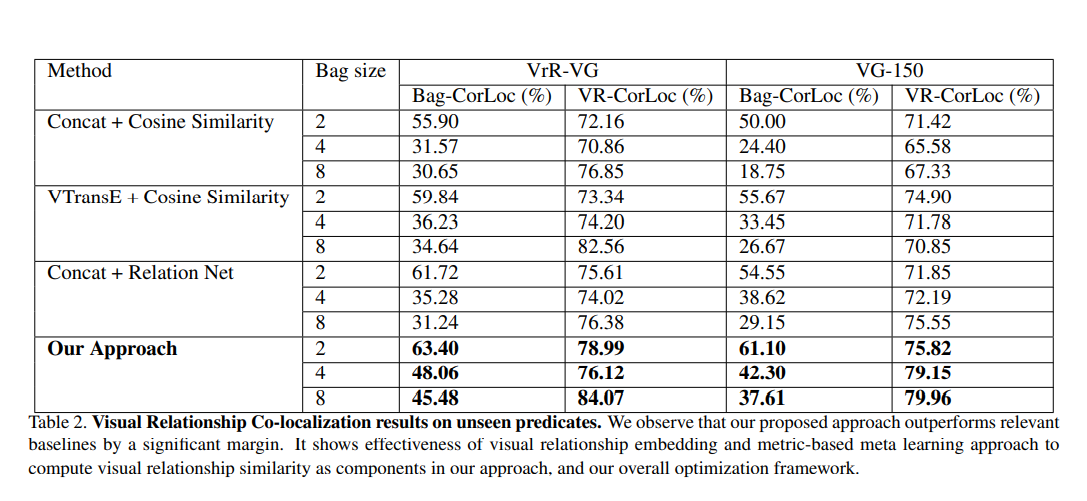 Method Bag size VrR-VG VG-150
Bag-CorLoc (%) VR-CorLoc (%) Bag-CorLoc (%) VR-CorLoc (%)
Concat + Cosine Similarity 2 55.90 72.16 50.00 71.42
4 31.57 70.86 24.40 65.58
8 30.65 76.85 18.75 67.33
VTransE + Cosine Similarity 2 59.84 73.34 55.67 74.90
4 36.23 74.20 33.45 71.78
8 34.64 82.56 26.67 70.85
Concat + Relation Net 2 61.72 75.61 54.55 71.85
4 35.28 74.02 38.62 72.19
8 31.24 76.38 29.15 75.55
Our Approach 2 63.40 78.99 61.10 75.82
4 48.06 76.12 42.30 79.15
8 45.48 84.07 37.61 79.96
Table 2. Visual Relationship Co-localization results on unseen predicates. We observe that our proposed approach outperforms relevant
baselines by a significant margin. It shows effectiveness of visual relationship embedding and metric-based meta learning approach to
compute visual relationship similarity as components in our approach, and our overall optimization framework.